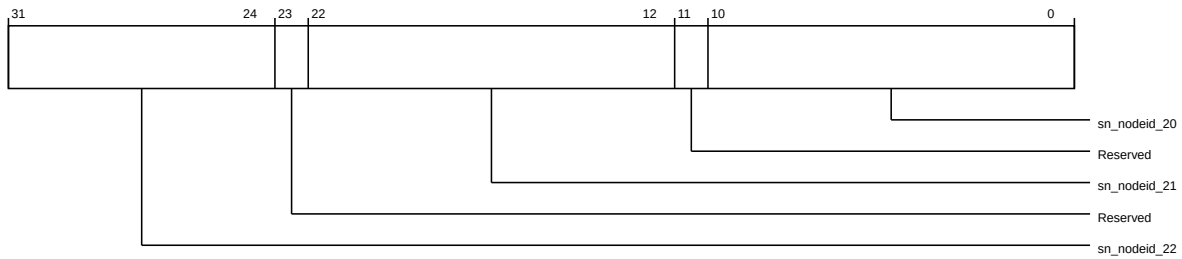 31 24 23 22 12 11 10 0
sn_nodeid_20
Reserved
sn_nodeid_21
Reserved
sn_nodeid_22